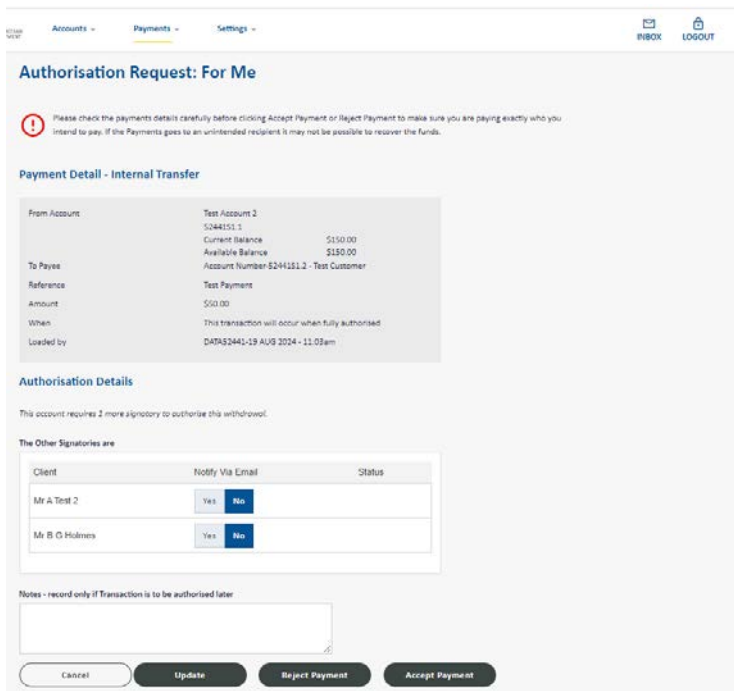 Accounts
Payments
Settings
INBOX
LOGOUT
Authorisation Request: For Me
Please check the payments details carefully before clicking Accept Payment or Reject Payment to make sure you are paying exactly who you
intend to pay. If the Payments goes to an unintended recipient it may not be possible to recover the funds.
Payment Detail - Internal Transfer
From Account Test Account 2
5244151.1
Current Balance $150.00
Available Balance $150.00
To Payee Account Number-5244151.2 - Test Customer
Reference Test Payment
Amount $50.00
When This transaction will occur when fully authorised
Loaded by DATA52441-19 AUG 2024 - 11.03am
Authorisation Details
This account requires 1 more signatory to authorise this withdrawal.
The Other Signatories are
Client Notify Via Email Status
Mr A Test 2 Yes No
Mr B G Holmes Yes No
Notes - record only if Transaction is to be authorised later
Cancel Update Reject Payment Accept Payment